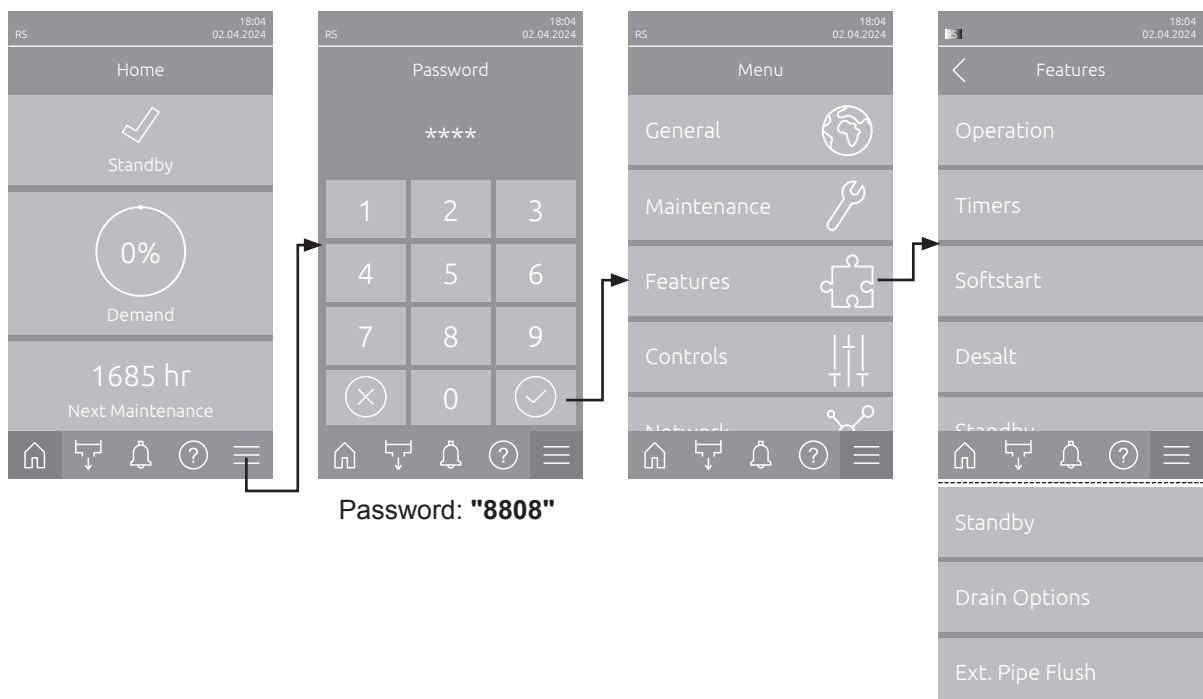 18:04
RS
02.04.2024
Home
Standby
0%
Demand
1685 hr
Next Maintenance
?
18:04
RS
02.04.2024
Password
****
1 2 3
4 5 6
7 8 9
0
?
Password: "8808"
18:04
RS
02.04.2024
Menu
General
Maintenance
Features
Controls
Network
?
18:04
RS
02.04.2024
Features
Operation
Timers
Softstart
Desalt
Standby
?
Standby
Drain Options
Ext. Pipe Flush